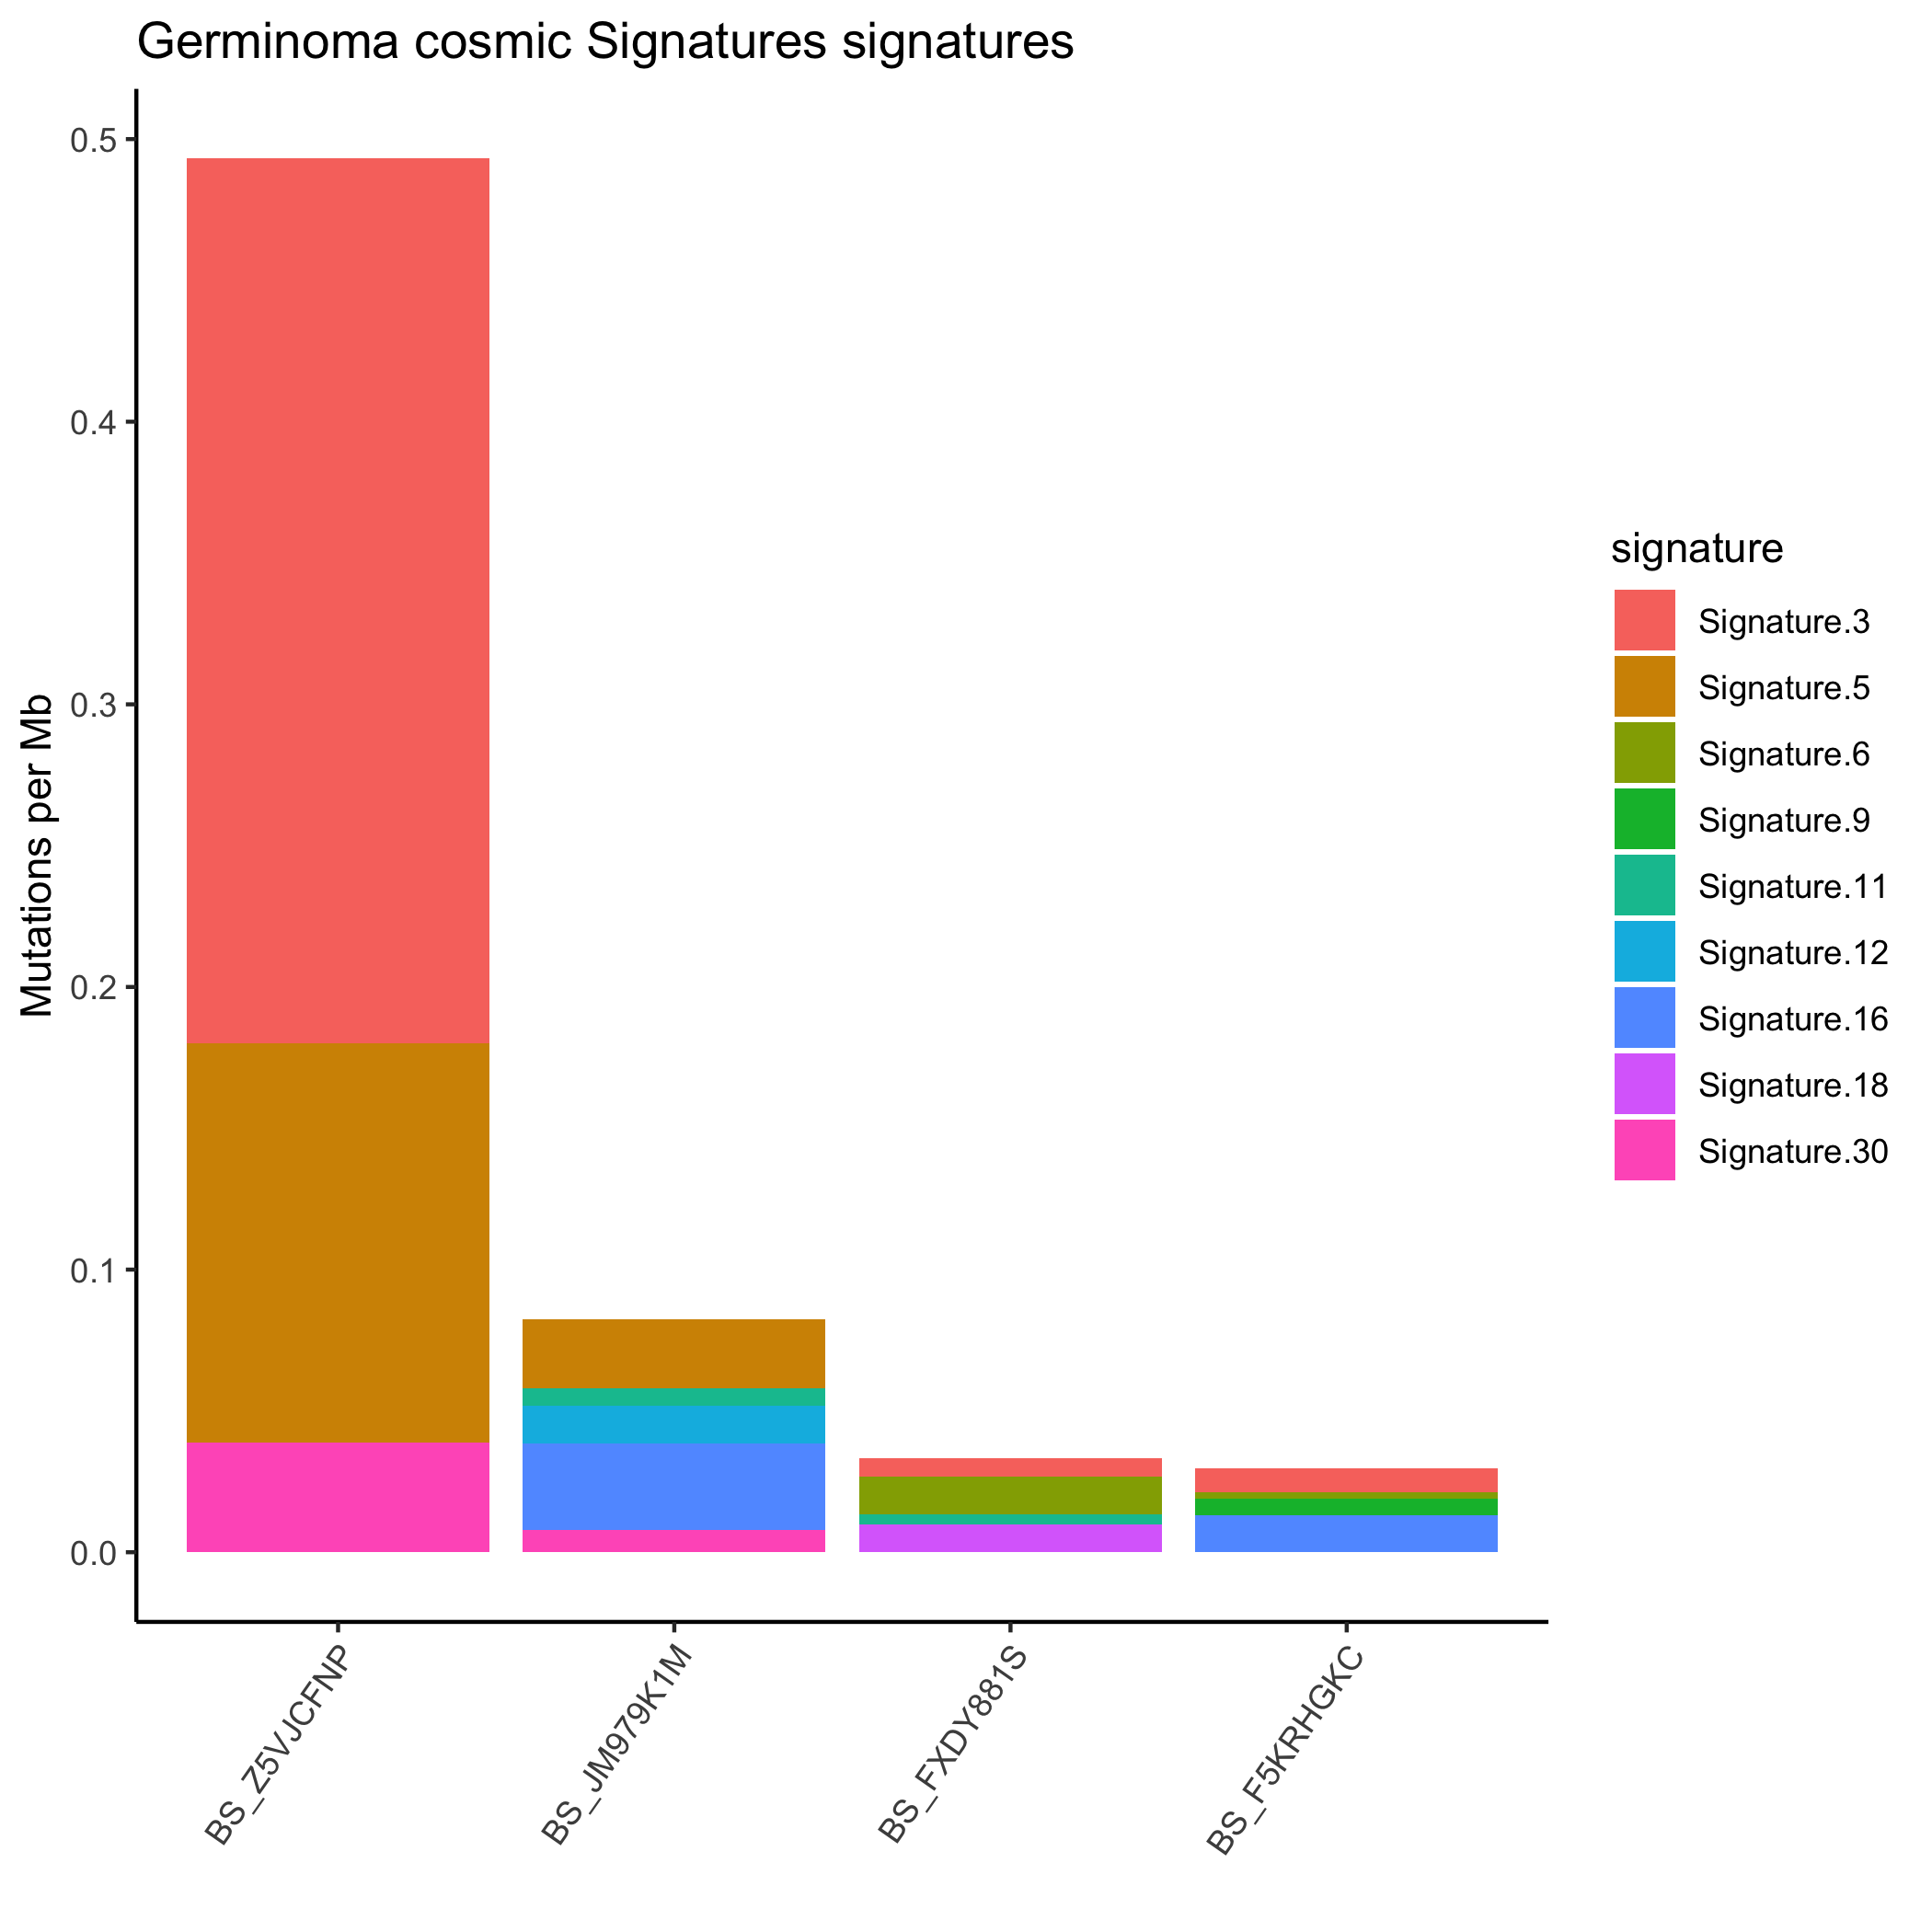 Germinoma cosmic Signatures signatures
Mutations per Mb
0.5
0.4
0.3
0.2
0.1
0.0
BS_Z5VJCFNP
BS_JM979K1M
BS_FXDY881S
BS_F5KRHGKC
signature
Signature.3
Signature.5
Signature.6
Signature.9
Signature.11
Signature.12
Signature.16
Signature.18
Signature.30